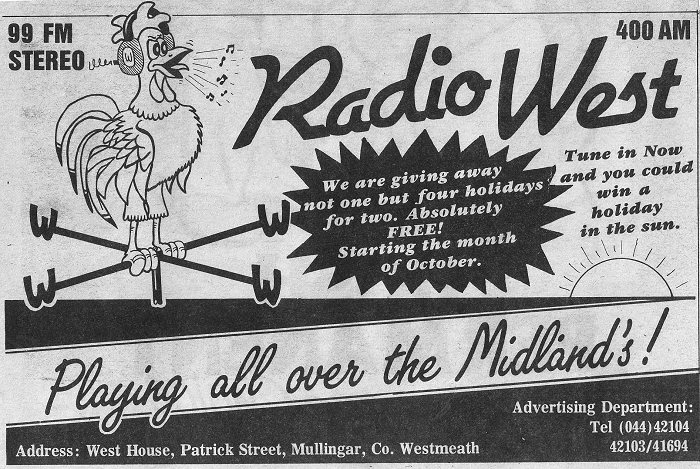 99 FM
STEREO
400 AM
W
Radio West
We are giving away
not one but four holidays
for two. Absolutely
FREE!
Starting the month
of October.
Tune in Now
and you could
win a
holiday
in the sun.
W W
W W
Playing all over the Midland's!
Advertising Department:
Tel (044)42104
42103/41694
Address: West House, Patrick Street, Mullingar, Co. Westmeath